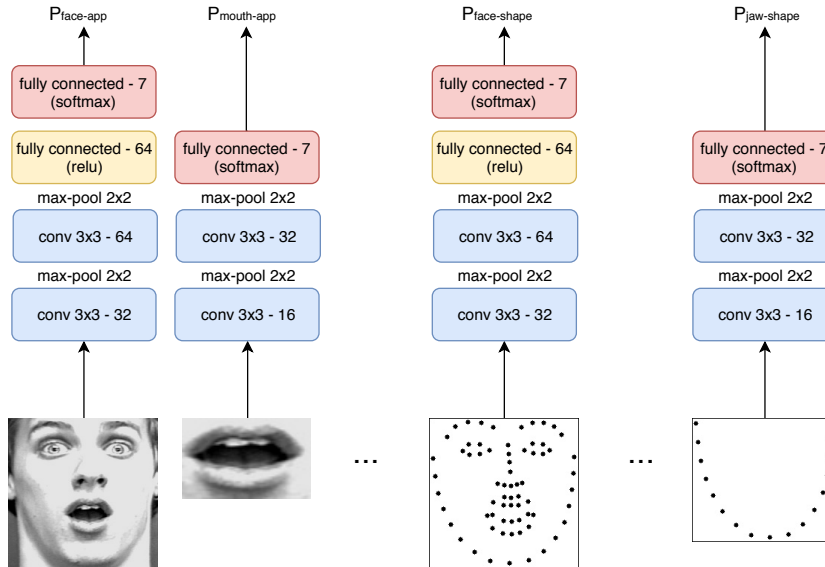 Pface-app
Pmouth-app
Pface-shape
Pjaw-shape
fully connected - 7
(softmax)
fully connected - 7
(softmax)
fully connected - 64
(relu)
fully connected - 7
(softmax)
fully connected - 64
(relu)
fully connected - 7
(softmax)
max-pool 2x2
max-pool 2x2
max-pool 2x2
max-pool 2x2
conv 3x3 - 64
conv 3x3 - 32
conv 3x3 - 64
conv 3x3 - 32
max-pool 2x2
max-pool 2x2
max-pool 2x2
max-pool 2x2
conv 3x3 - 32
conv 3x3 - 16
conv 3x3 - 32
conv 3x3 - 16
...
...